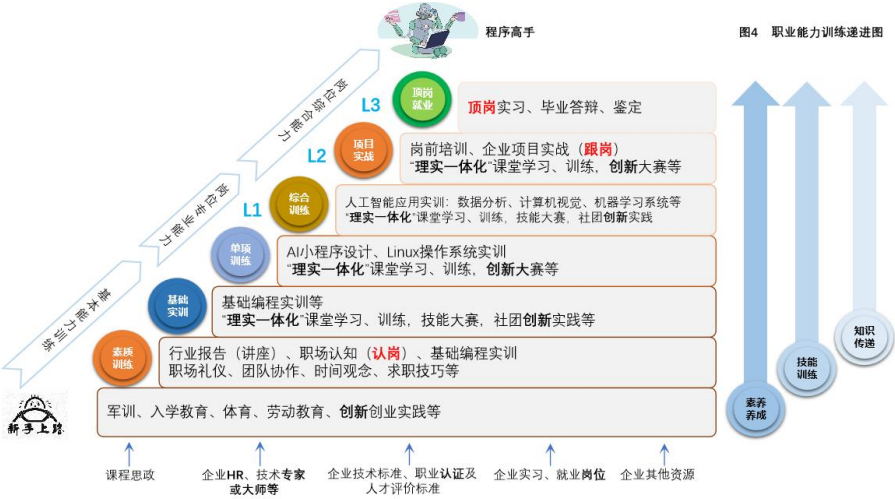 程序高手
图4 职业能力训练递进图
岗位综合能力
L3
顶岗
就业
顶岗实习、毕业答辩、鉴定
L2
项目
实战
岗前培训、企业项目实战（跟岗）
“理实一体化”课堂学习、训练，创新大赛等
岗位专业能力
L1
综合
训练
人工智能应用实训：数据分析、计算机视觉、机器学习系统等
“理实一体化”课堂学习、训练，技能大赛，社团创新实践
单项
训练
AI小程序设计、Linux操作系统实训
“理实一体化”课堂学习、训练，创新大赛等
基本能力训练
基础
实训
基础编程实训等
“理实一体化”课堂学习、训练，技能大赛，社团创新实践等
素质
训练
行业报告（讲座）、职场认知（认岗）、基础编程实训
职场礼仪、团队协作、时间观念、求职技巧等
新手上路
军训、入学教育、体育、劳动教育、创新创业实践等
素养
养成
技能
训练
知识
传递
课程思政
企业HR、技术专家
或大师等
企业技术标准、职业认证及
人才评价标准
企业实习、就业岗位
企业其他资源